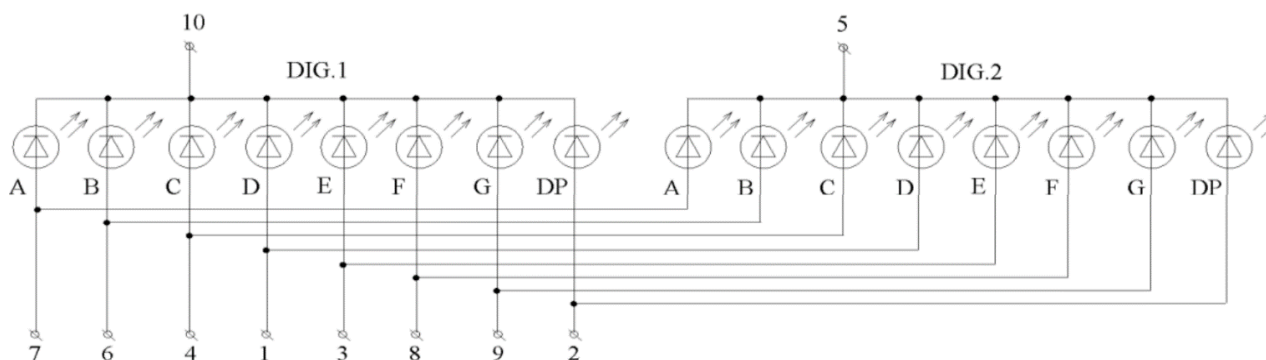 10 5
DIG.1 DIG.2
A B C D E F G DP A B C D E F G DP
7 6 4 1 3 8 9 2